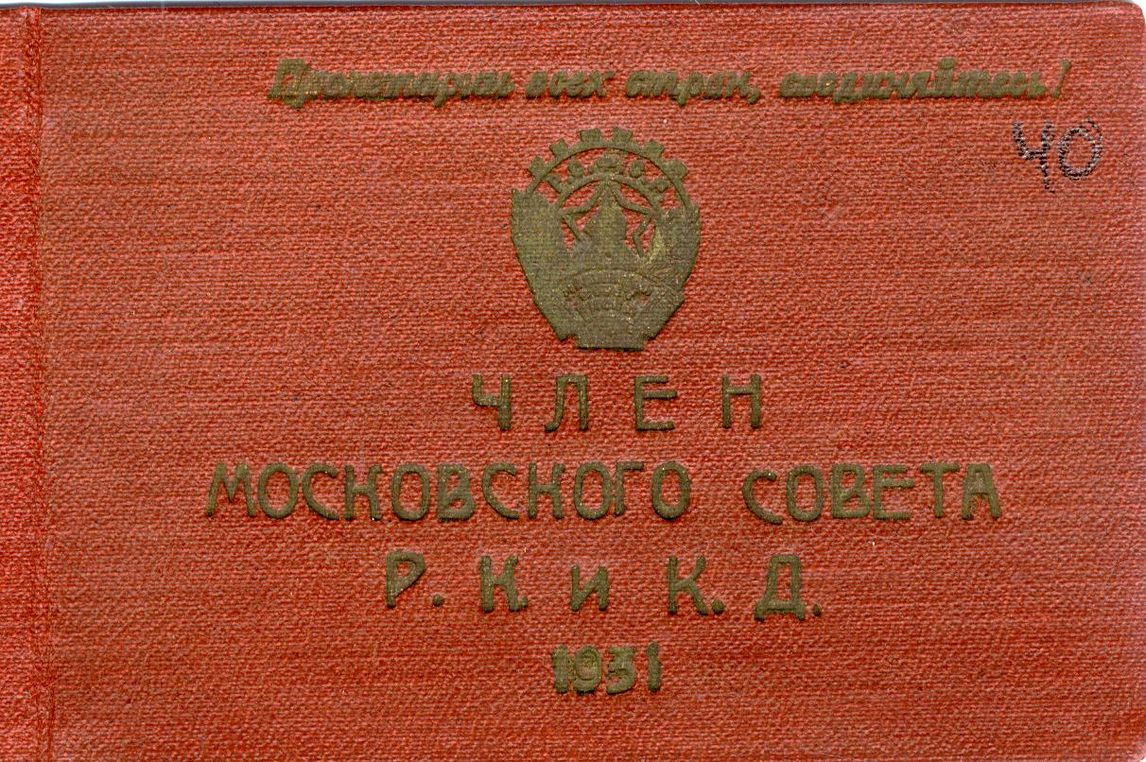 Пролетарии всех стран, соединяйтесь!
40
ЧЛЕН
МОСКОВСКОГО СОВЕТА
Р. К. и К. Д.
1931